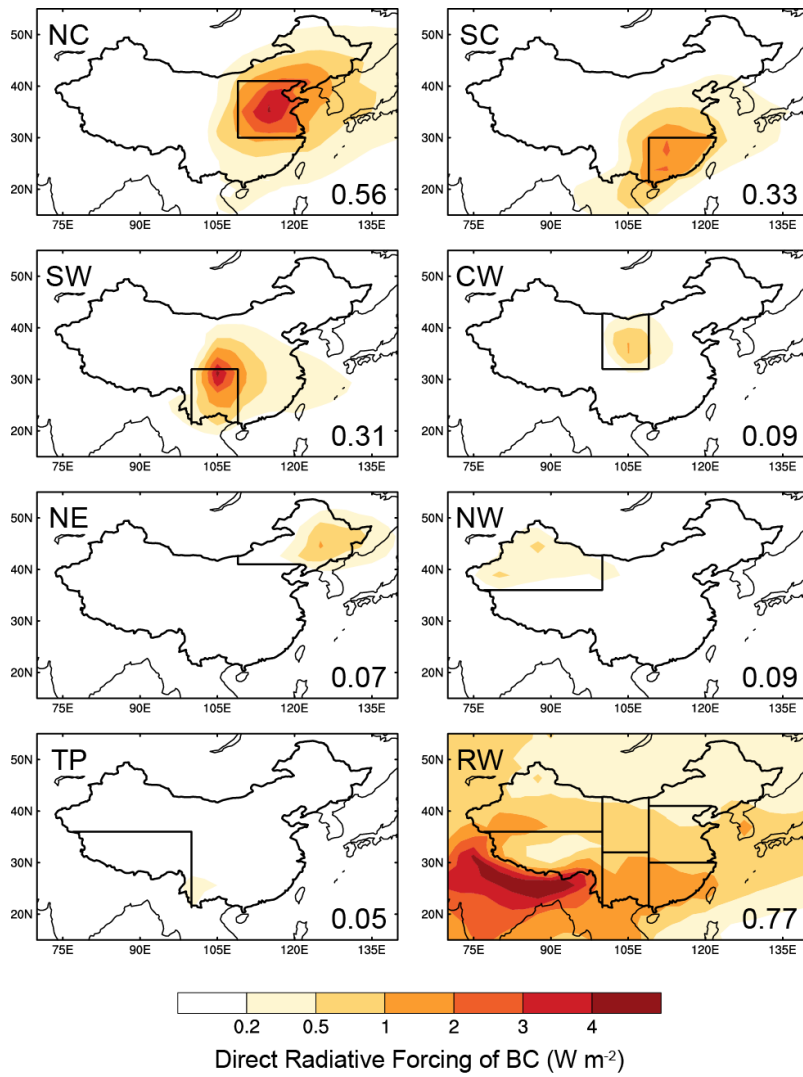 NC
SC
50N
40N
30N
20N
0.56
75E 90E 105E 120E 135E
50N
40N
30N
20N
0.33
75E 90E 105E 120E 135E
SW
CW
50N
40N
30N
20N
0.31
75E 90E 105E 120E 135E
50N
40N
30N
20N
0.09
75E 90E 105E 120E 135E
NE
NW
50N
40N
30N
20N
0.07
75E 90E 105E 120E 135E
50N
40N
30N
20N
0.09
75E 90E 105E 120E 135E
TP
RW
50N
40N
30N
20N
0.05
75E 90E 105E 120E 135E
50N
40N
30N
20N
0.77
75E 90E 105E 120E 135E
0.2 0.5 1 2 3 4
Direct Radiative Forcing of BC (W m⁻²)